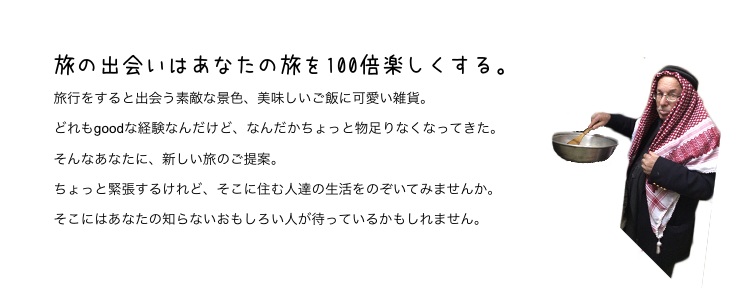 旅の出会いはあなたの旅を100倍楽しくする。
旅行をすると出会う素敵な景色、美味しいご飯に可愛い雑貨。
どれもgoodな経験なんだけど、なんだかちょっと物足りなくなってきた。
そんなあなたに、新しい旅のご提案。
ちょっと緊張するけれど、そこに住む人達の生活をのぞいてみませんか。
そこにはあなたの知らないおもしろい人が待っているかもしれません。